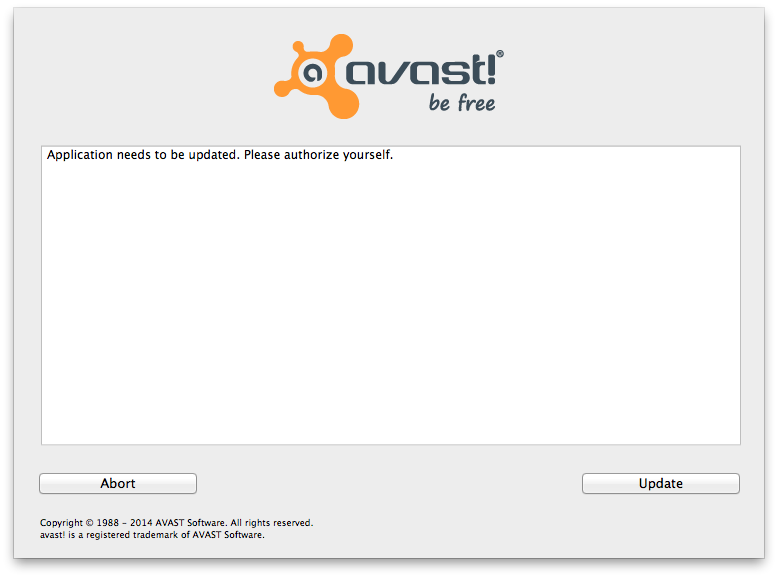 a avast!®
be free
Application needs to be updated. Please authorize yourself.
Abort
Update
Copyright © 1988 - 2014 AVAST Software. All rights reserved.
avast! is a registered trademark of AVAST Software.